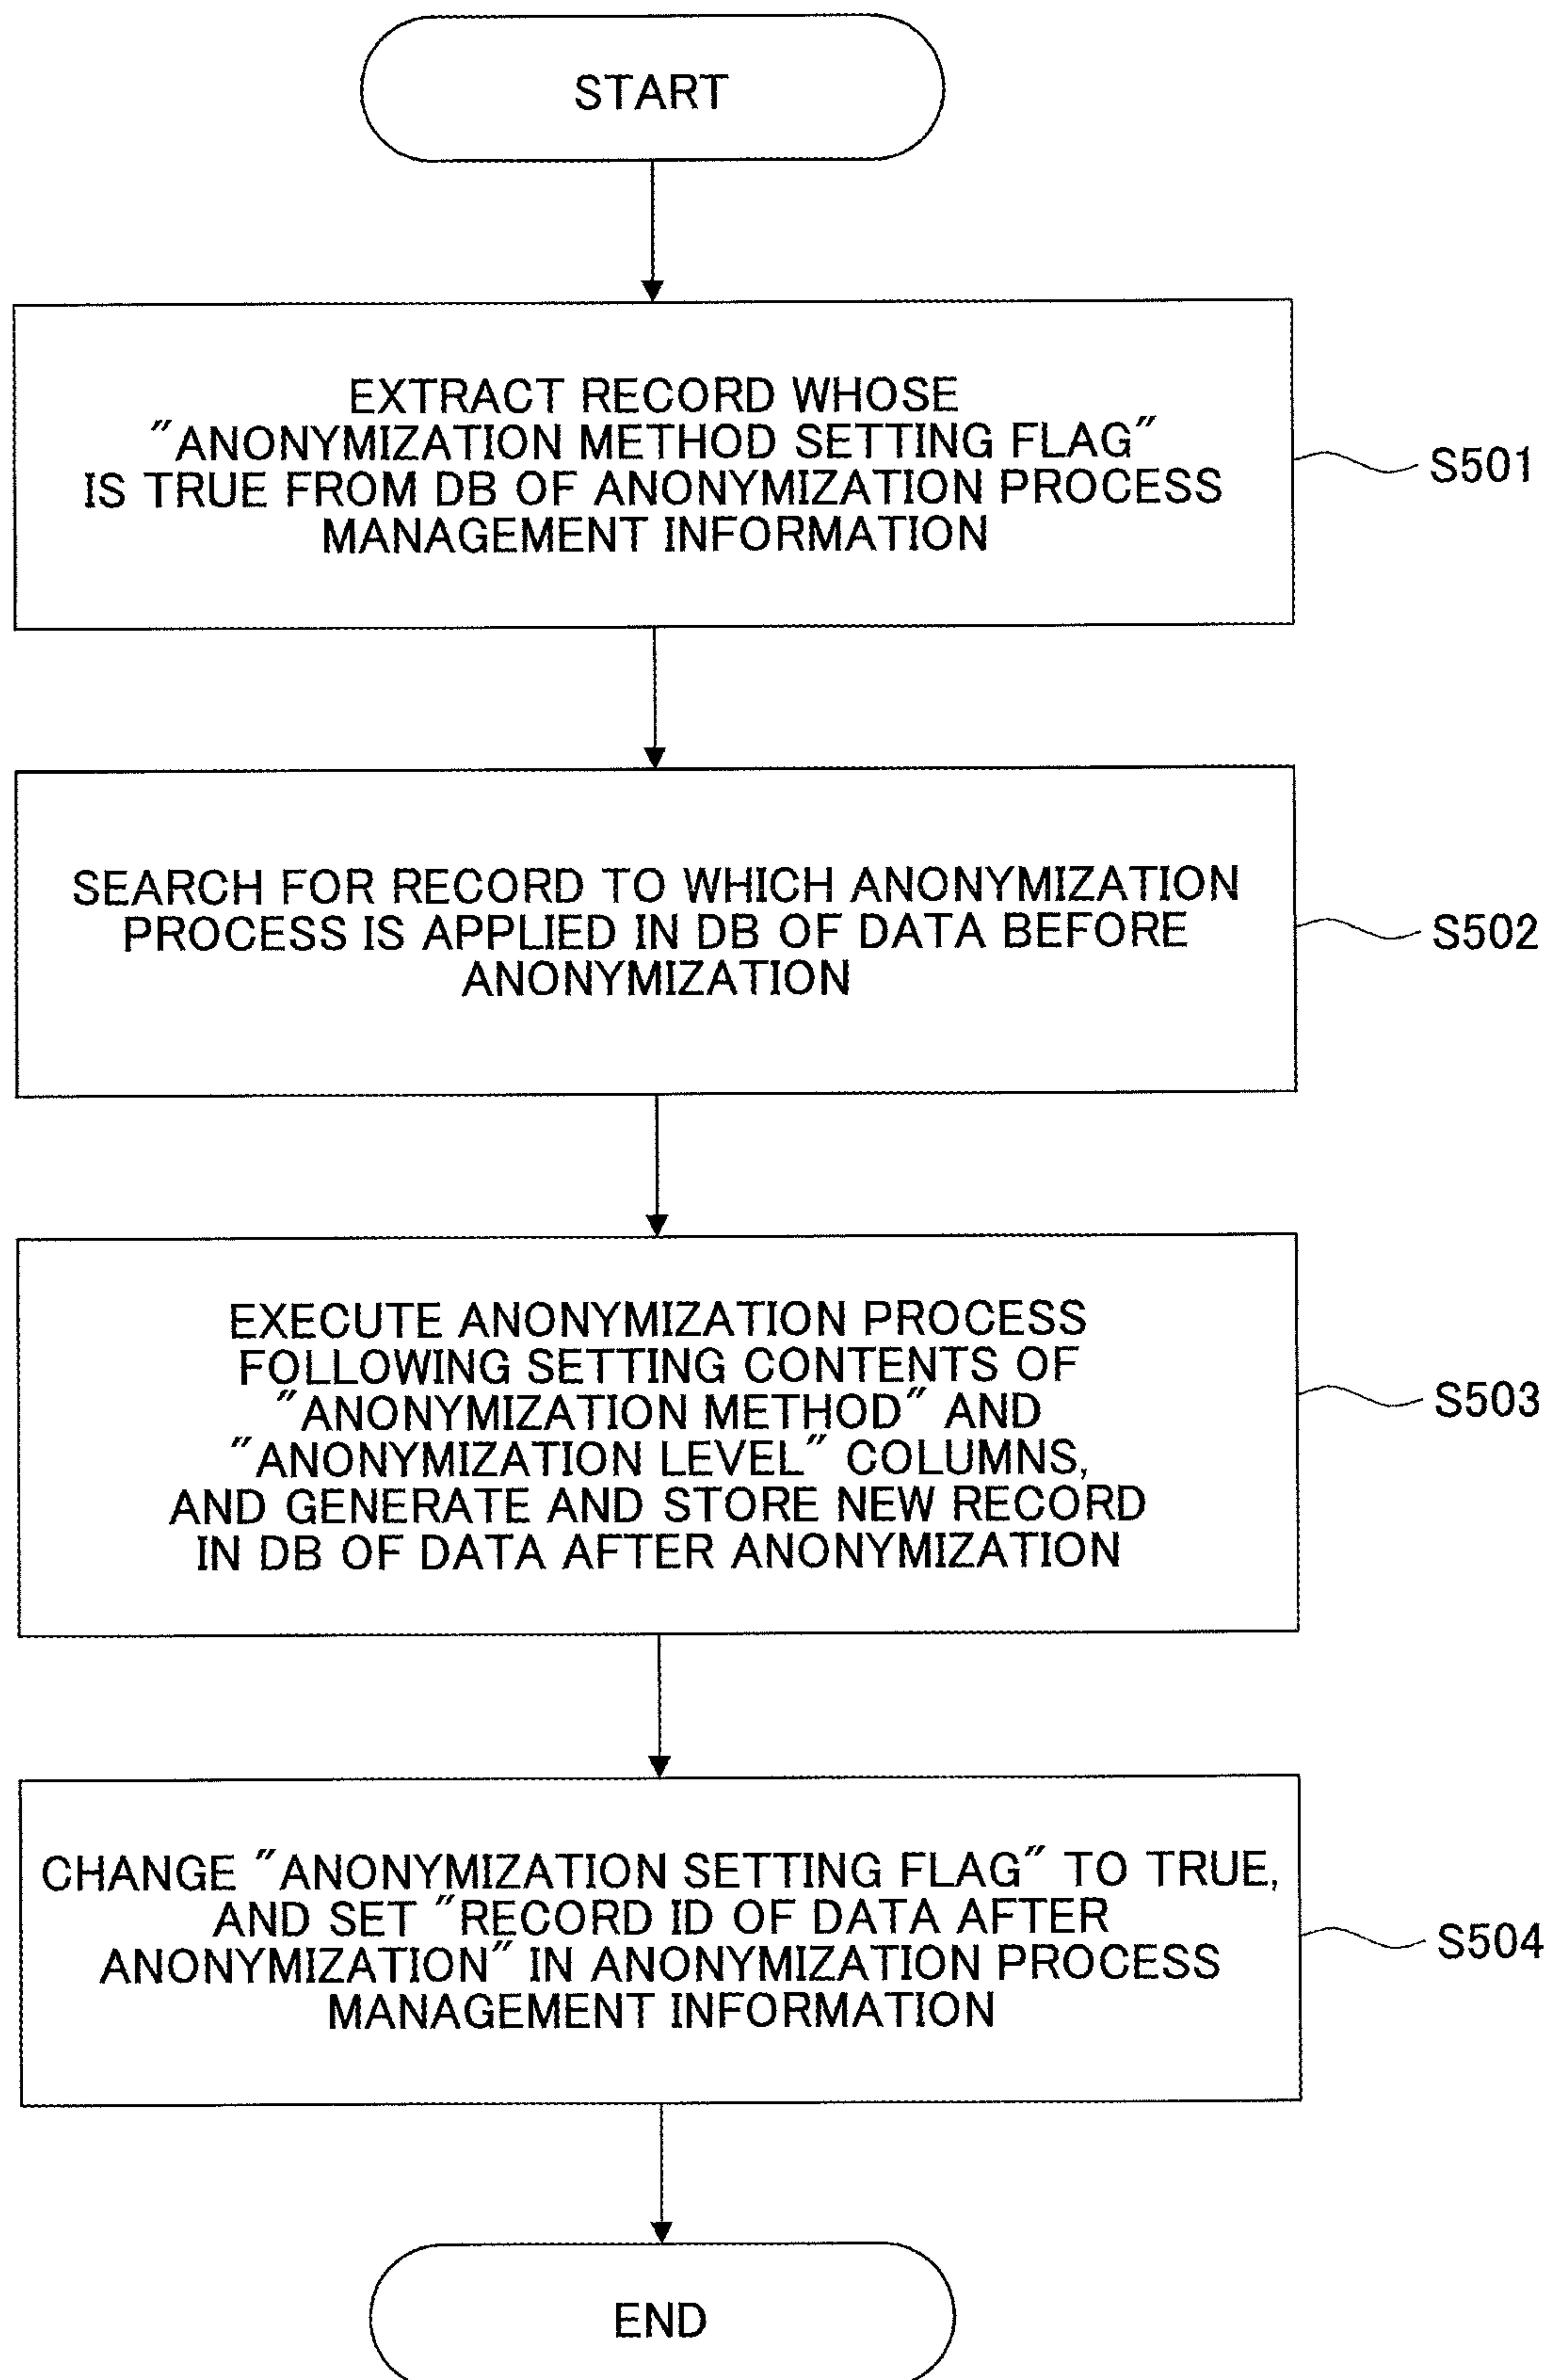 START
EXTRACT RECORD WHOSE
"ANONYMIZATION METHOD SETTING FLAG"
IS TRUE FROM DB OF ANONYMIZATION PROCESS
MANAGEMENT INFORMATION
S501
SEARCH FOR RECORD TO WHICH ANONYMIZATION
PROCESS IS APPLIED IN DB OF DATA BEFORE
ANONYMIZATION
S502
EXECUTE ANONYMIZATION PROCESS
FOLLOWING SETTING CONTENTS OF
"ANONYMIZATION METHOD" AND
"ANONYMIZATION LEVEL" COLUMNS,
AND GENERATE AND STORE NEW RECORD
IN DB OF DATA AFTER ANONYMIZATION
S503
CHANGE "ANONYMIZATION SETTING FLAG" TO TRUE,
AND SET "RECORD ID OF DATA AFTER
ANONYMIZATION" IN ANONYMIZATION PROCESS
MANAGEMENT INFORMATION
S504
END